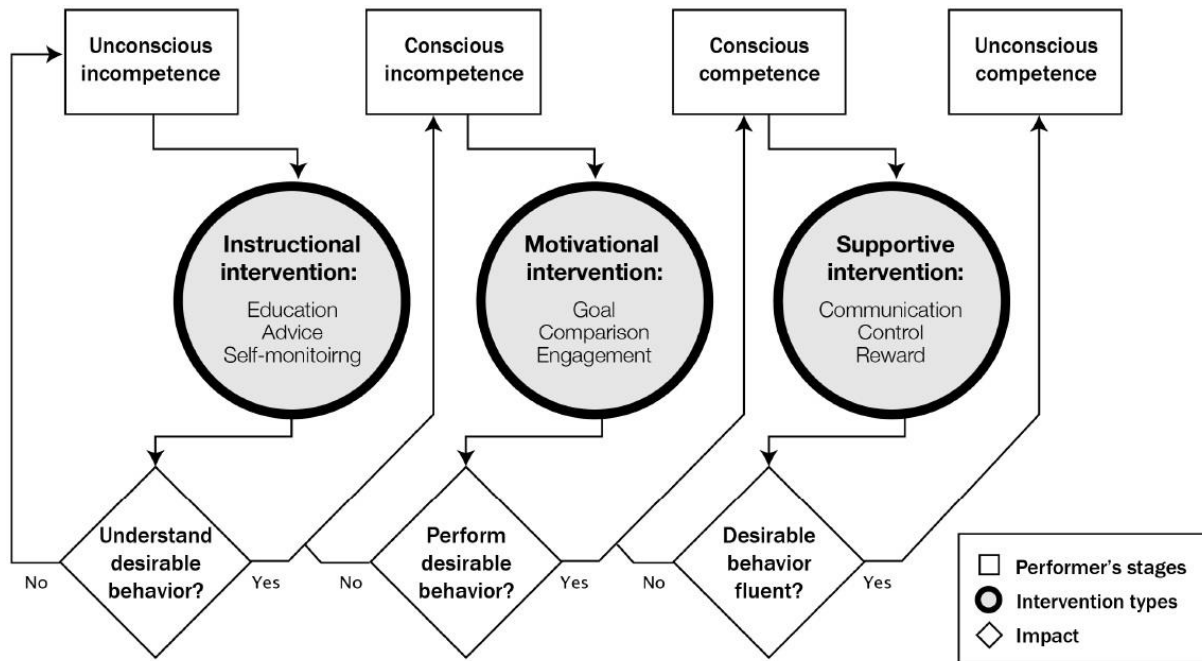 Unconscious
incompetence
Conscious
incompetence
Conscious
competence
Unconscious
competence
Instructional
intervention:
Education
Advice
Self-monitoirng
Motivational
intervention:
Goal
Comparison
Engagement
Supportive
intervention:
Communication
Control
Reward
Understand
desirable
behavior?
No
Yes
Perform
desirable
behavior?
No
Yes
Desirable
behavior
fluent?
No
Yes
Performer's stages
Intervention types
Impact